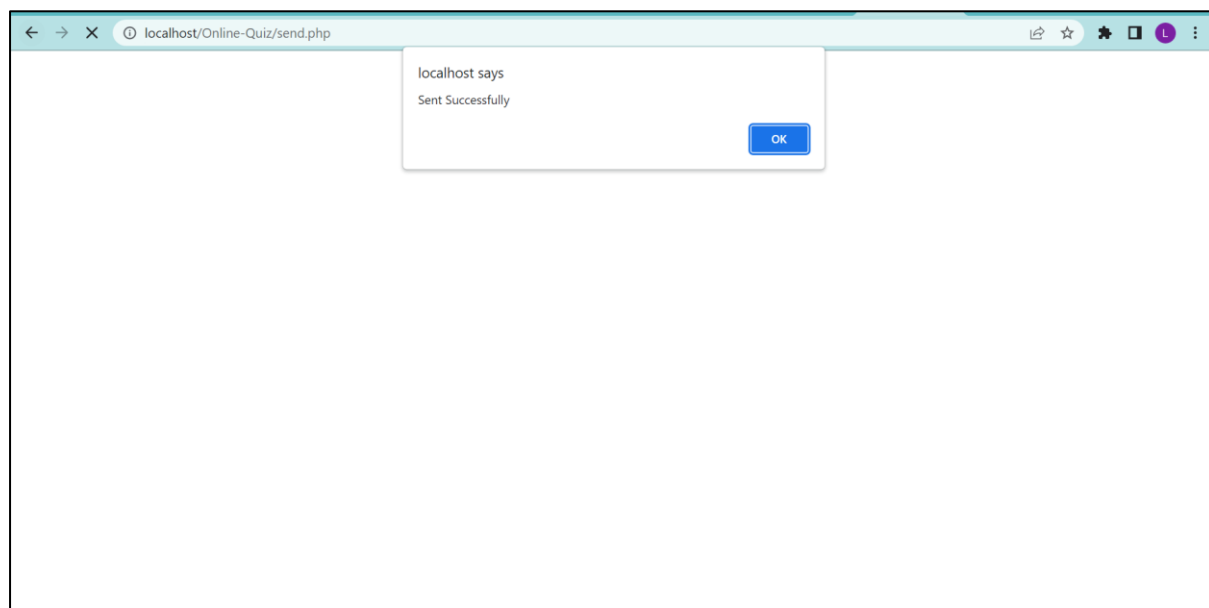 localhost/Online-Quiz/send.php
L
localhost says
Sent Successfully
OK